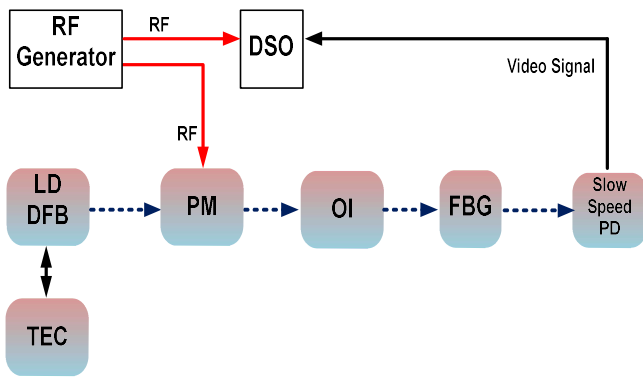 RF
Generator
RF
DSO
Video Signal
RF
LD
DFB
PM
OI
FBG
Slow
Speed
PD
TEC